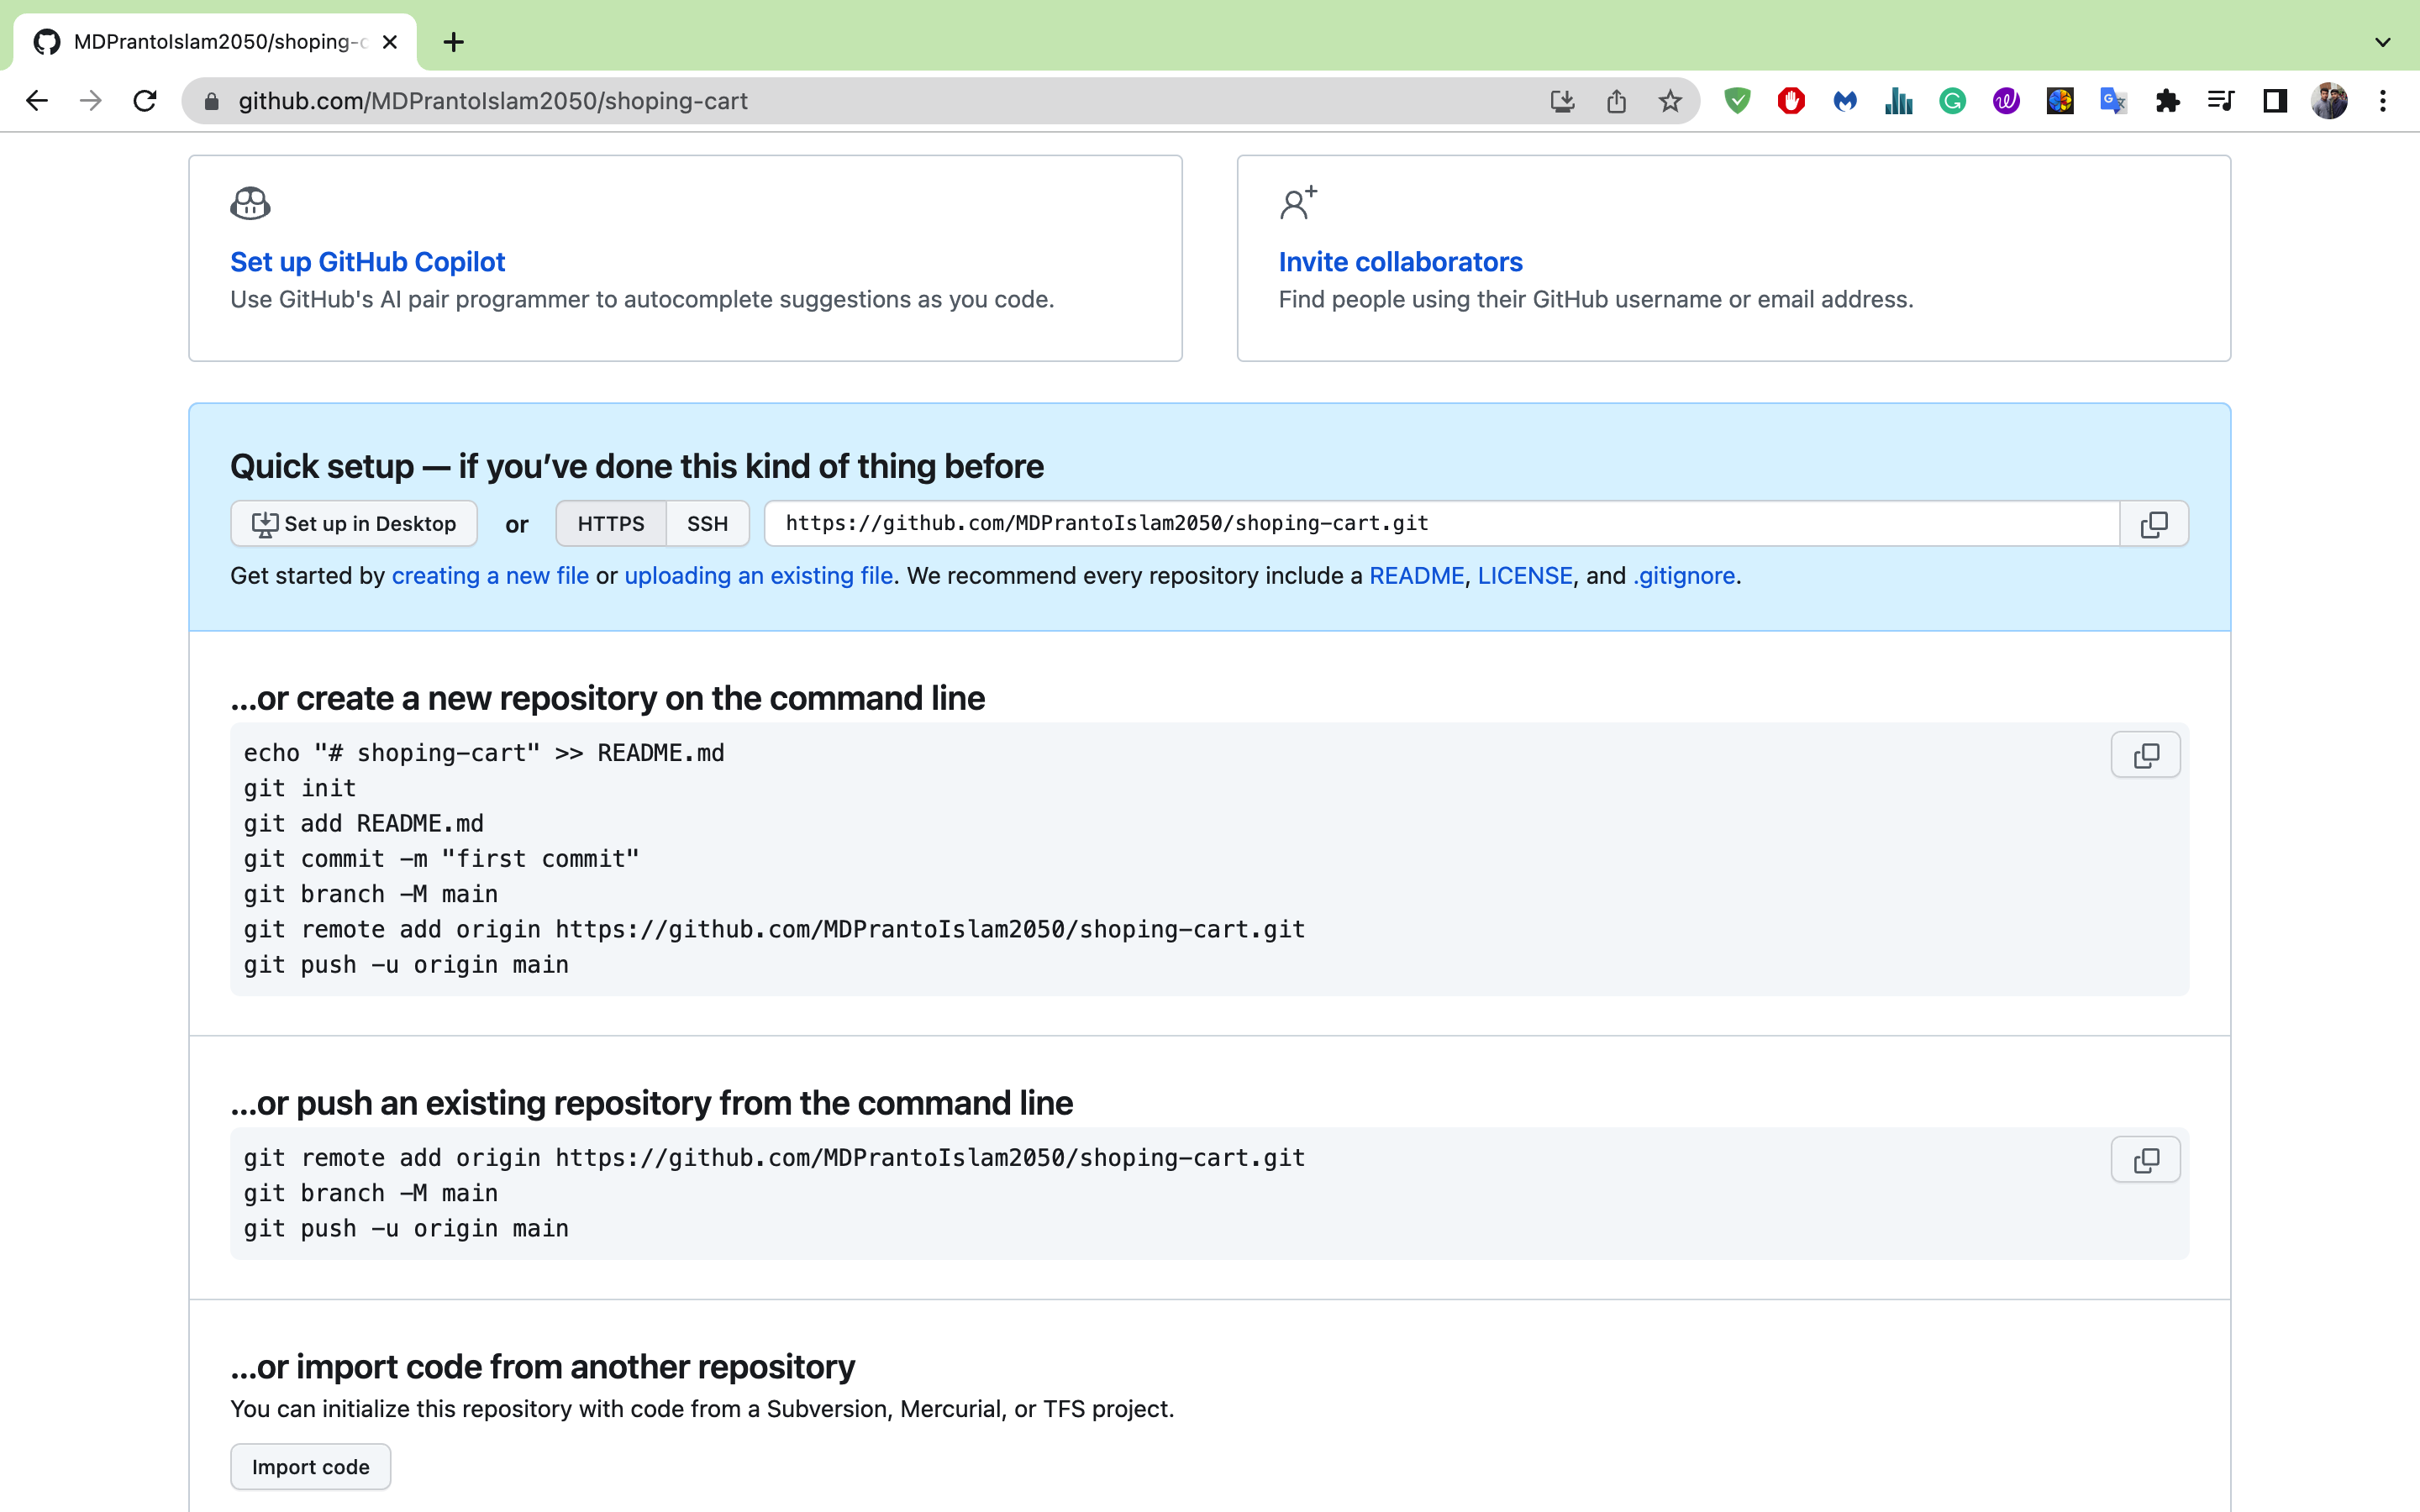 MDPrantoIslam2050/shoping-c
github.com/MDPrantoIslam2050/shoping-cart
Set up GitHub Copilot
Use GitHub's AI pair programmer to autocomplete suggestions as you code.
Invite collaborators
Find people using their GitHub username or email address.
Quick setup — if you’ve done this kind of thing before
Set up in Desktop or HTTPS SSH https://github.com/MDPrantoIslam2050/shoping-cart.git
Get started by creating a new file or uploading an existing file. We recommend every repository include a README, LICENSE, and .gitignore.
…or create a new repository on the command line
echo "# shoping-cart" >> README.md
git init
git add README.md
git commit -m "first commit"
git branch -M main
git remote add origin https://github.com/MDPrantoIslam2050/shoping-cart.git
git push -u origin main
…or push an existing repository from the command line
git remote add origin https://github.com/MDPrantoIslam2050/shoping-cart.git
git branch -M main
git push -u origin main
…or import code from another repository
You can initialize this repository with code from a Subversion, Mercurial, or TFS project.
Import code